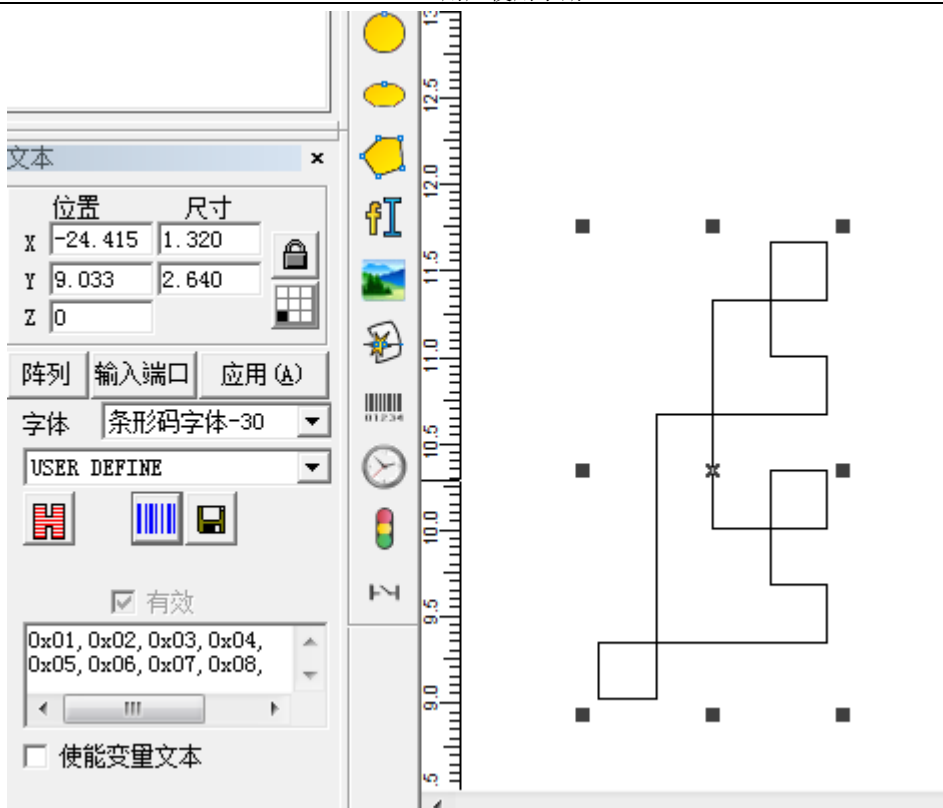 文本
位置 尺寸
X -24.415 1.320
Y 9.033 2.640
Z 0
阵列 输入端口 应用(A)
字体 条形码字体-30
USER DEFINE
有效
0x01, 0x02, 0x03, 0x04,
0x05, 0x06, 0x07, 0x08,
使能变量文本
01234
12.5
12.0
11.5
11.0
10.5
10.0
9.5
9.0